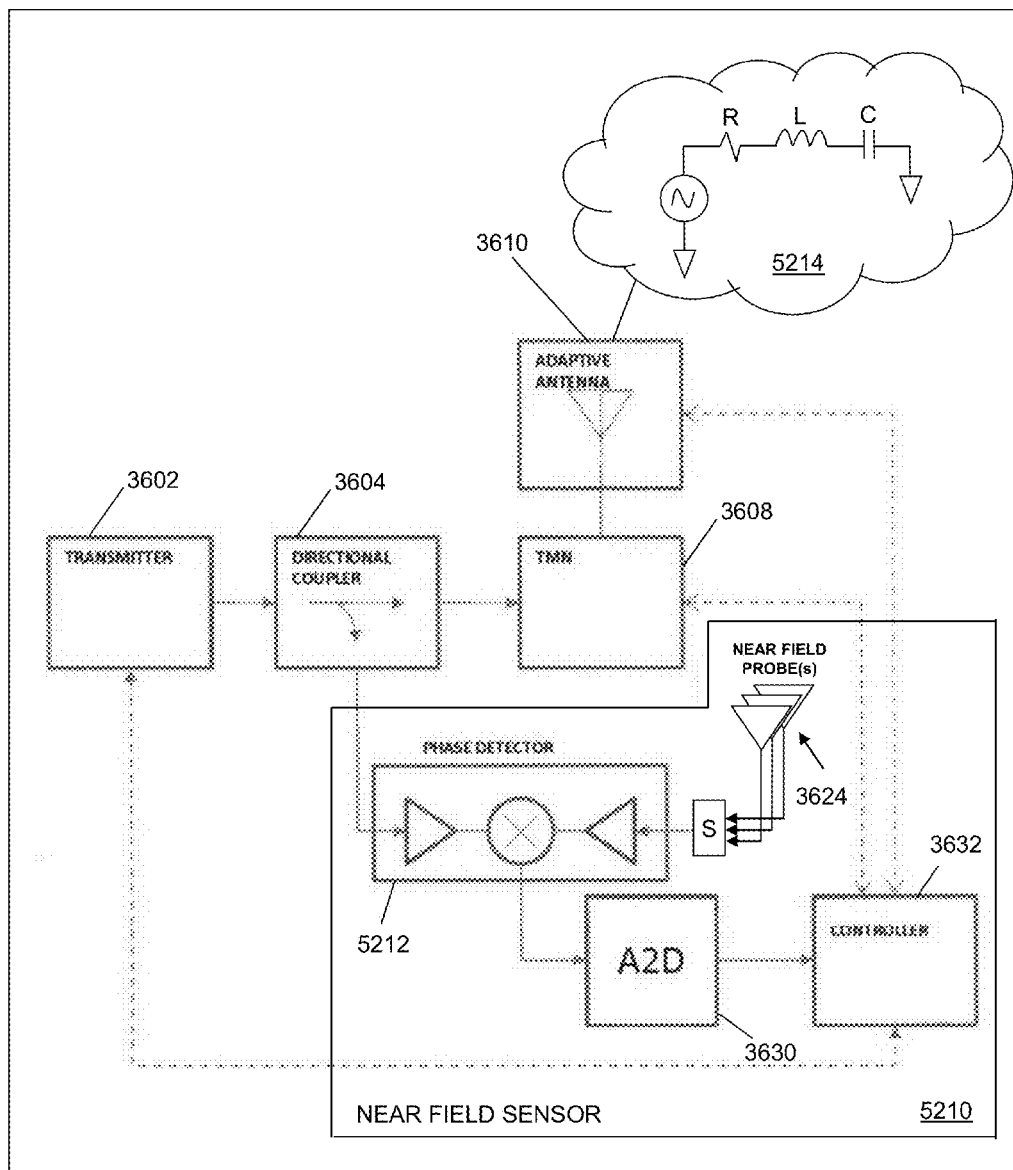 R
L
C
5214
3610
ADAPTIVE
ANTENNA
3602
3604
3608
TRANSMITTER
DIRECTIONAL
COUPLER
TMN
NEAR FIELD
PROBE(s)
PHASE DETECTOR
3624
S
3632
5212
A2D
CONTROLLER
3630
NEAR FIELD SENSOR
5210